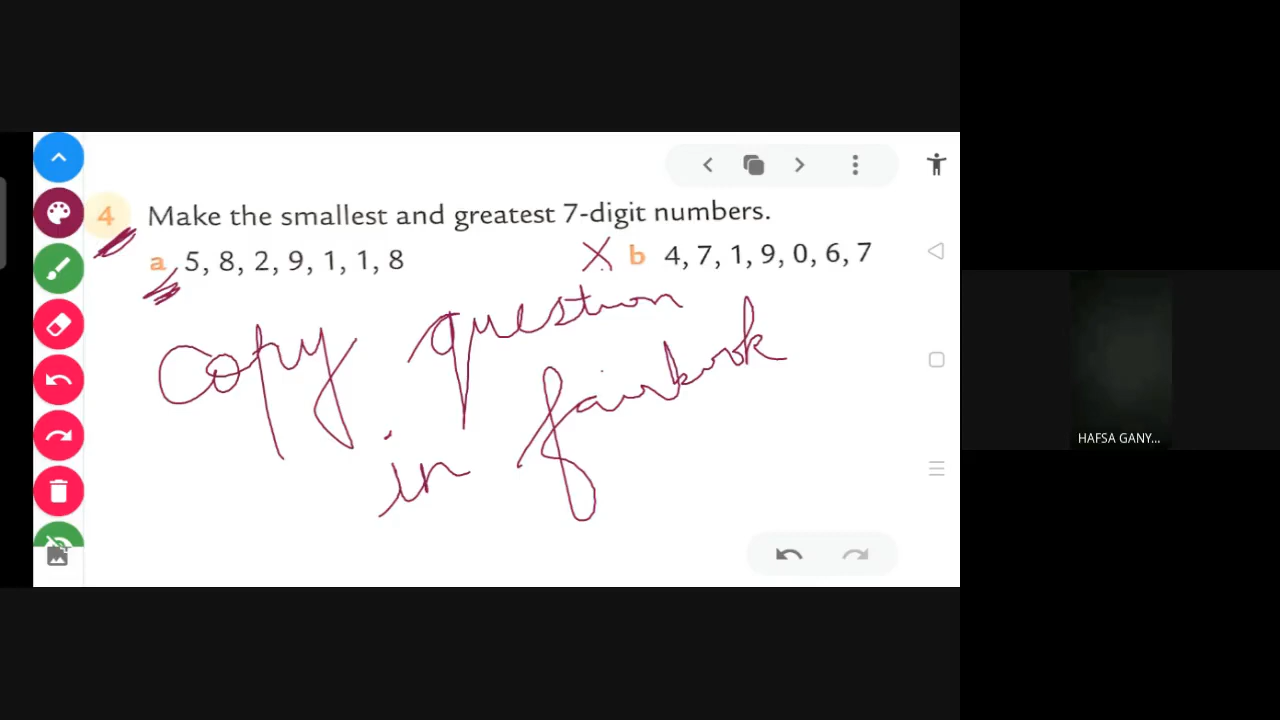 4 Make the smallest and greatest 7-digit numbers.
a 5, 8, 2, 9, 1, 1, 8 X b 4, 7, 1, 9, 0, 6, 7
Copy question
in fairbook
HAFSA GANY...